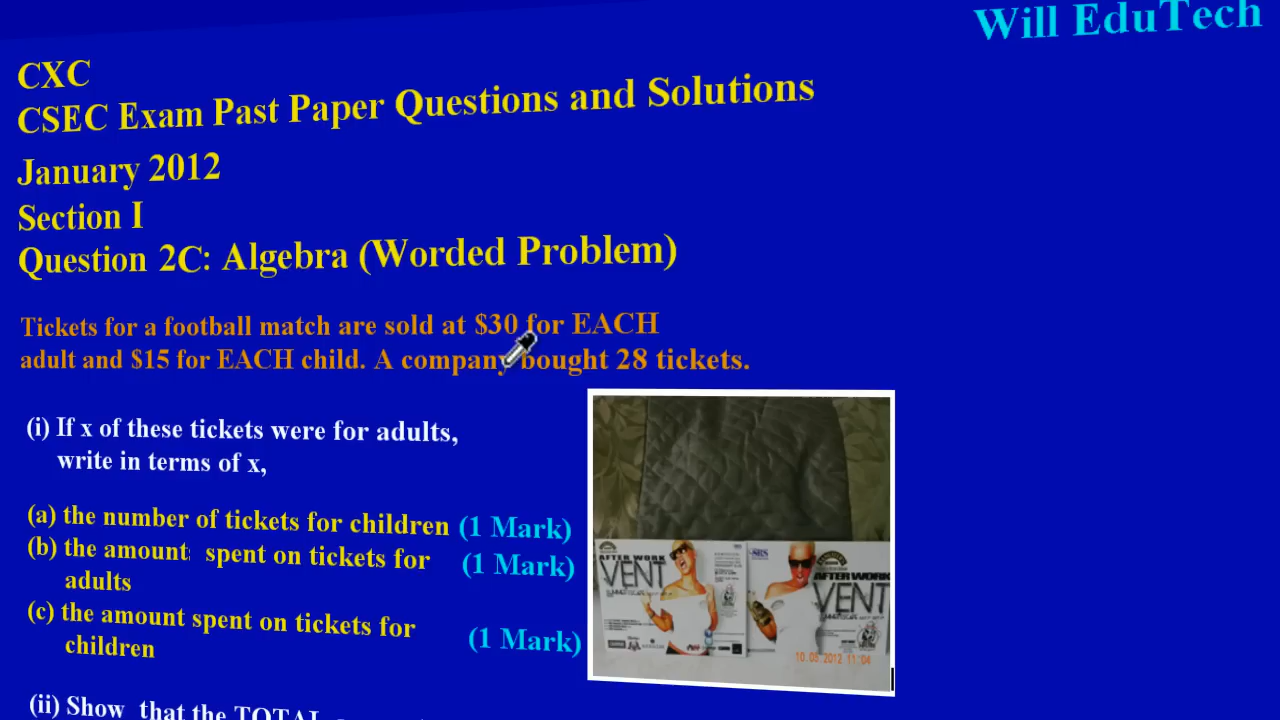 Will EduTech
CXC
CSEC Exam Past Paper Questions and Solutions
January 2012
Section I
Question 2C: Algebra (Worded Problem)
Tickets for a football match are sold at $30 for EACH
adult and $15 for EACH child. A company bought 28 tickets.
(i) If x of these tickets were for adults,
write in terms of x,
(a) the number of tickets for children (1 Mark)
(b) the amount spent on tickets for (1 Mark)
adults
(c) the amount spent on tickets for
children (1 Mark)
(ii) Show that the TOTAL
AFTER WORK
VENT
SBS
AFTER WORK
VENT
10.05.2012 11:04